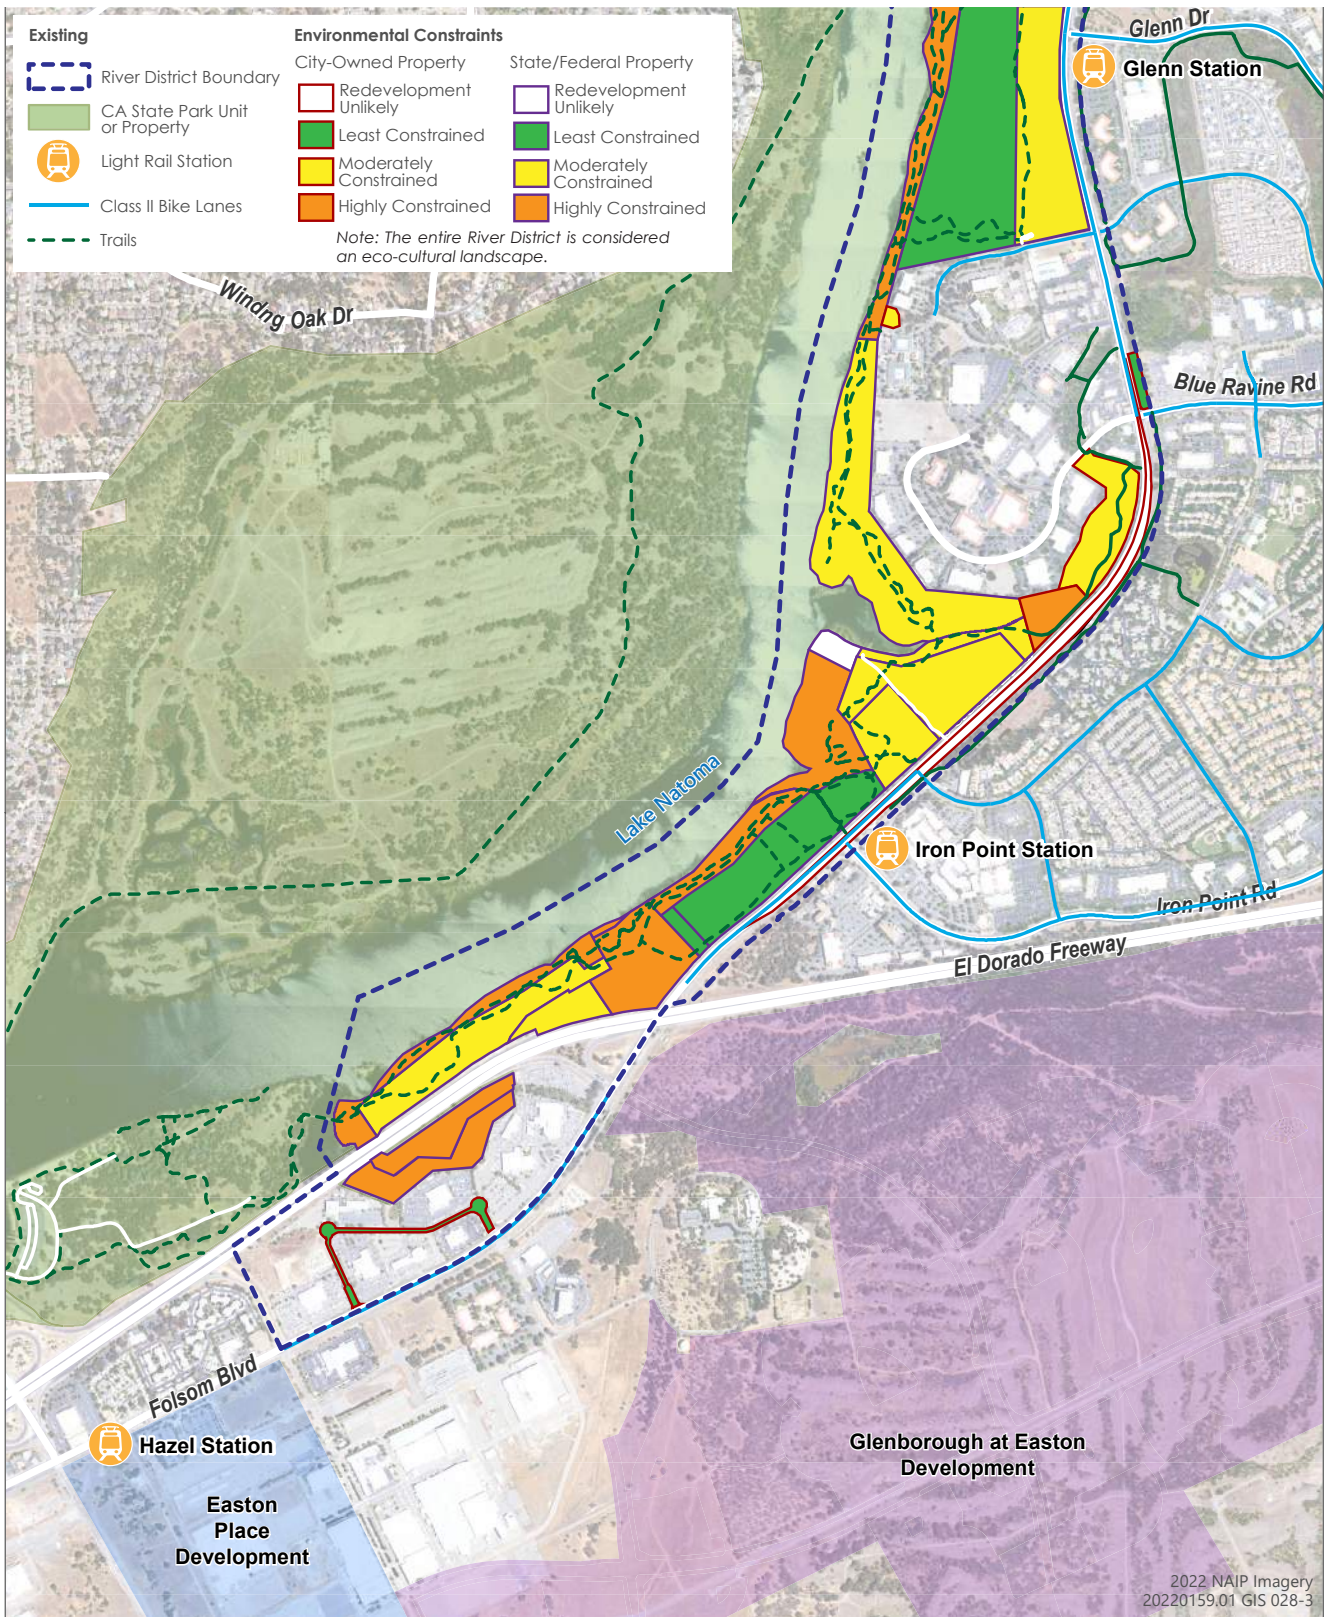 Existing
River District Boundary
CA State Park Unit
or Property
Light Rail Station
Class II Bike Lanes
Trails
Environmental Constraints
City-Owned Property
Redevelopment
Unlikely
Least Constrained
Moderately
Constrained
Highly Constrained
State/Federal Property
Redevelopment
Unlikely
Least Constrained
Moderately
Constrained
Highly Constrained
Note: The entire River District is considered
an eco-cultural landscape.
Glenn Dr
Glenn Station
Windng Oak Dr
Blue Ravine Rd
Lake Natoma
Iron Point Station
Iron Point Rd
El Dorado Freeway
Folsom Blvd
Hazel Station
Easton
Place
Development
Glenborough at Easton
Development
2022 NAIP Imagery
20220159.01 GIS 028-3